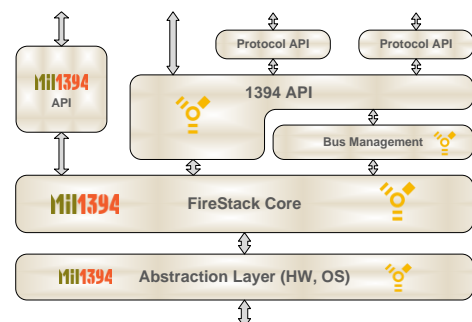 Protocol API
Protocol API
Mil1394
API
1394 API
Bus Management
Mil1394
FireStack Core
Mil1394
Abstraction Layer (HW, OS)